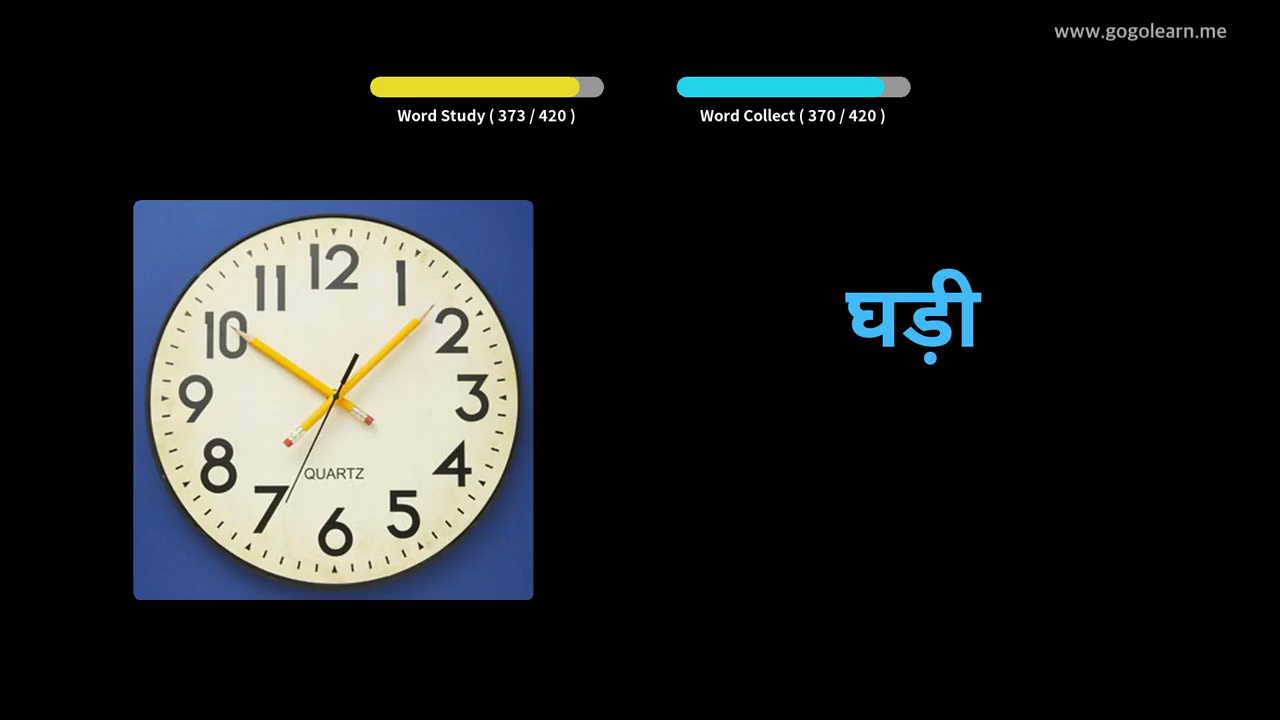 www.gogolearn.me
Word Study ( 373 / 420 )
Word Collect ( 370 / 420 )
12
11
1
10
2
9
3
8
4
7
5
6
QUARTZ
घड़ी